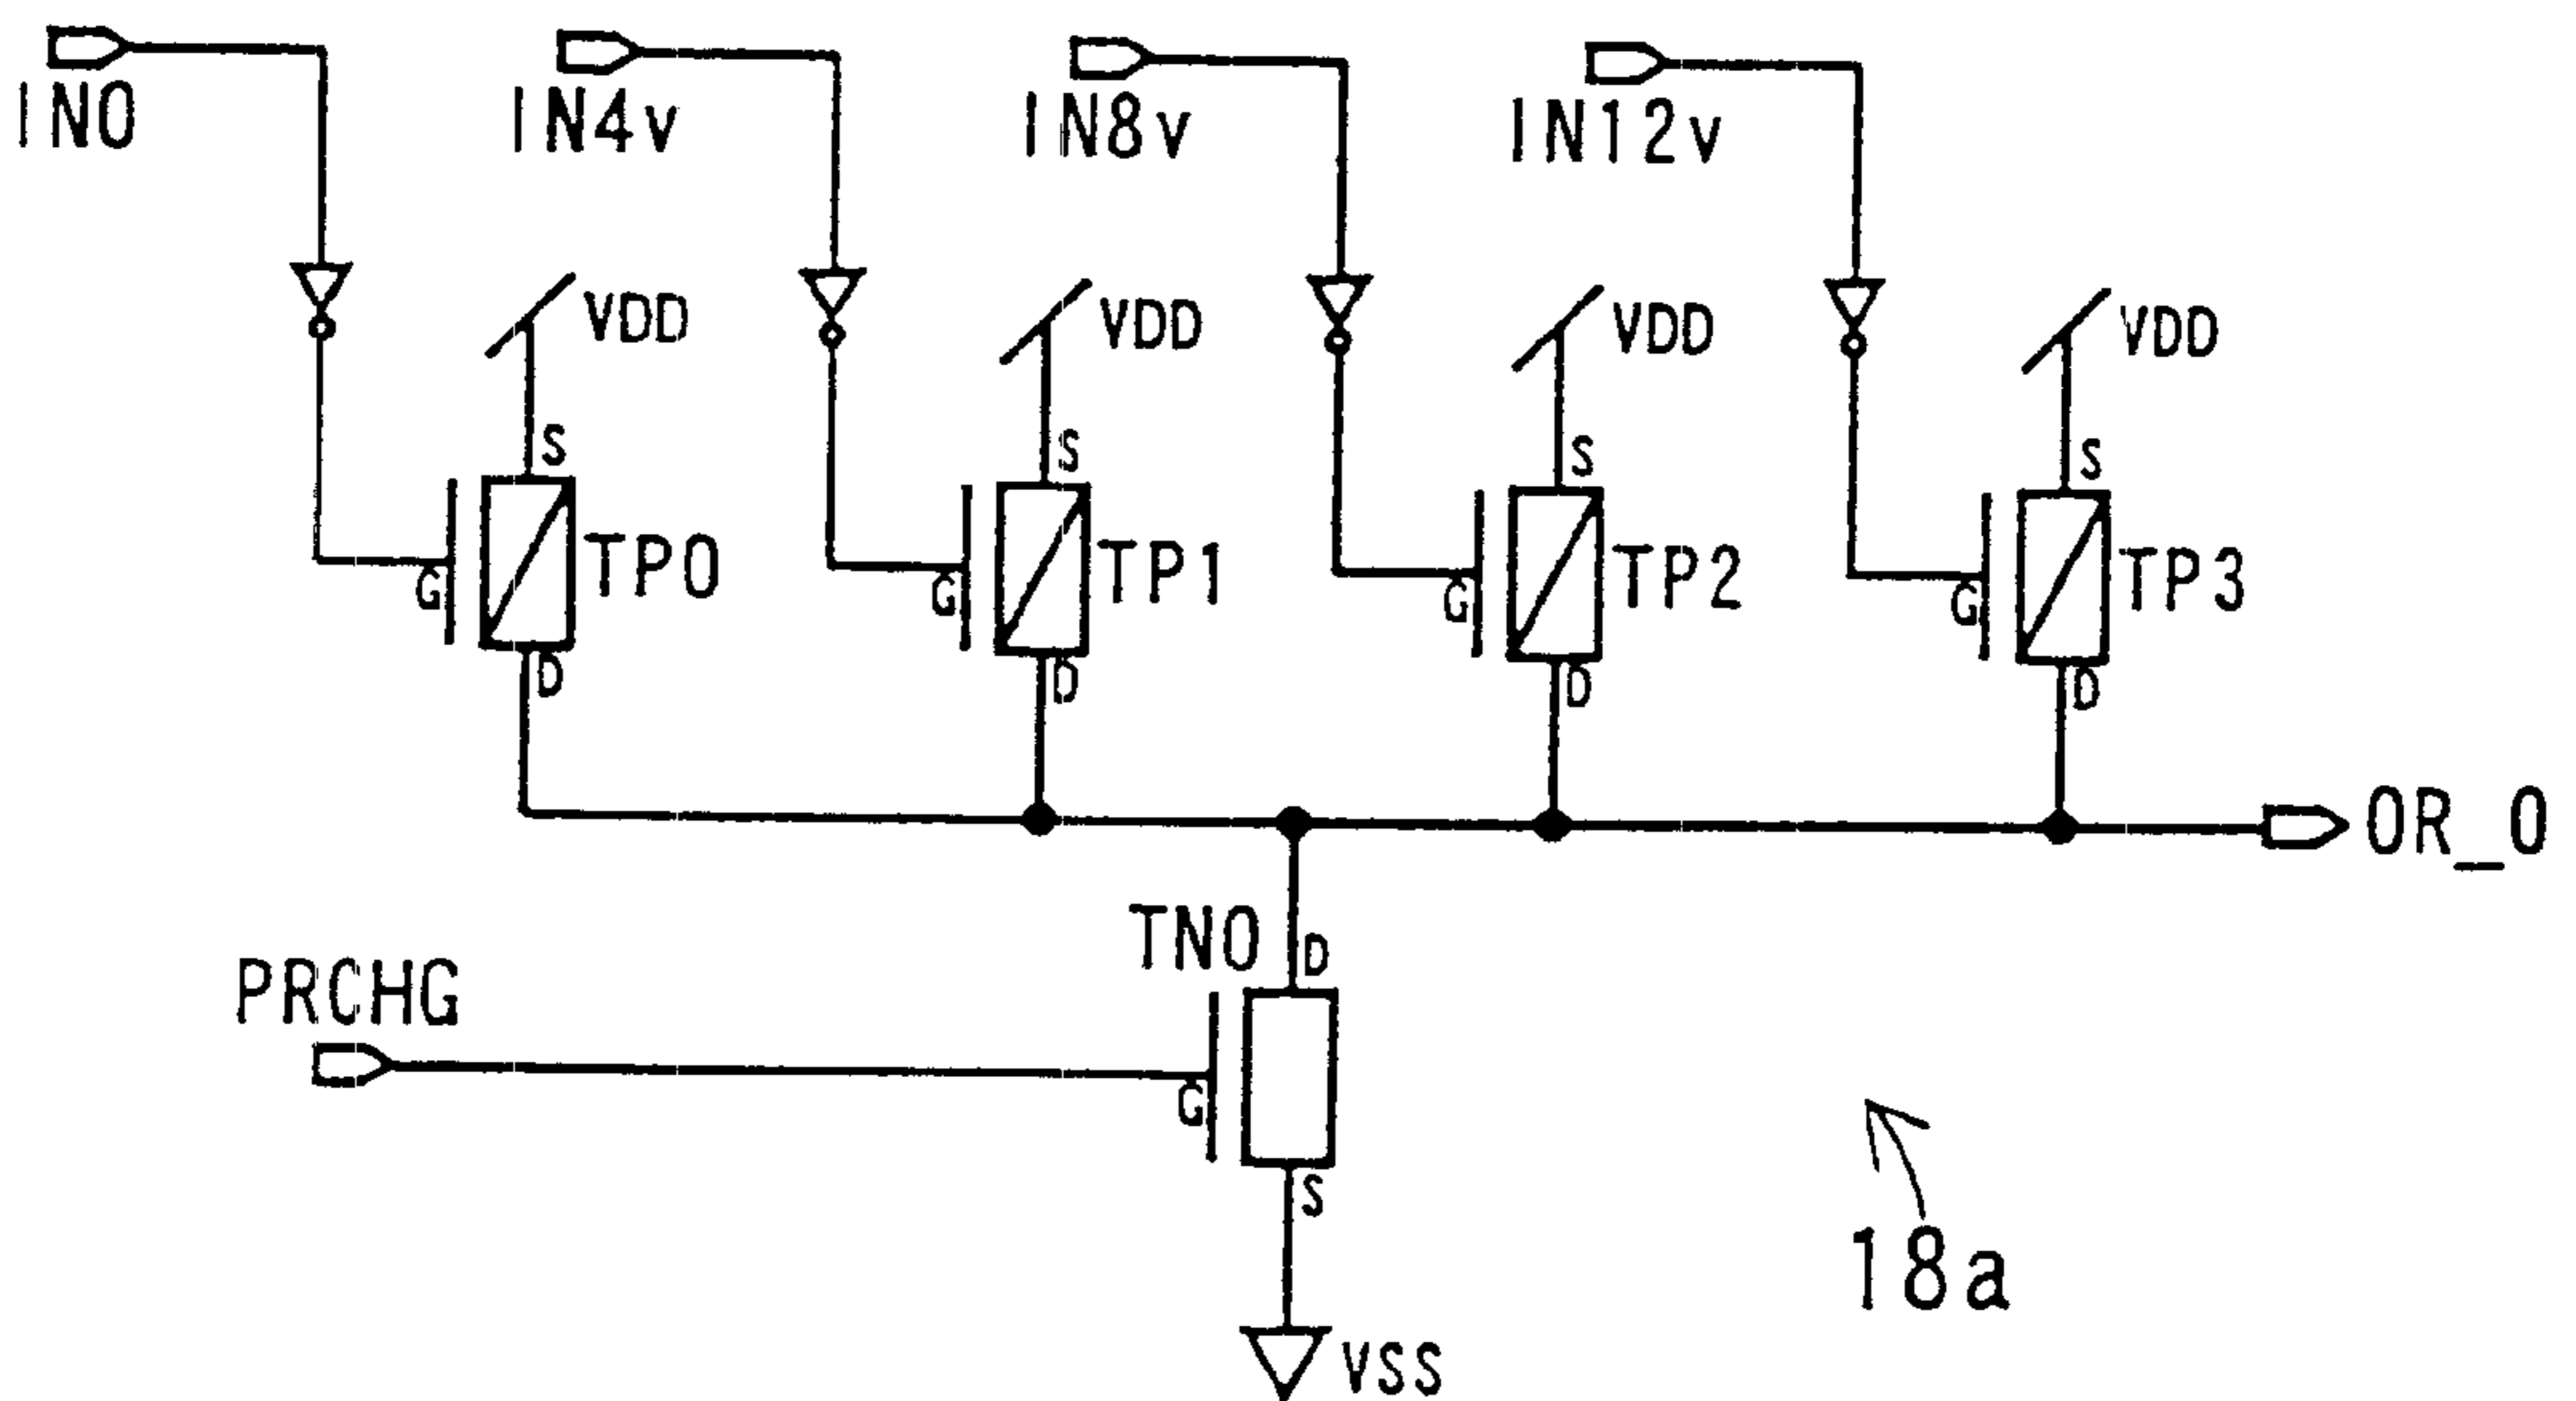 IN0
IN4v
IN8v
IN12v
VDD
VDD
VDD
VDD
S
S
S
S
TP0
TP1
TP2
TP3
G
G
G
G
D
D
D
D
OR_0
TN0
D
PRCHG
G
S
18a
VSS